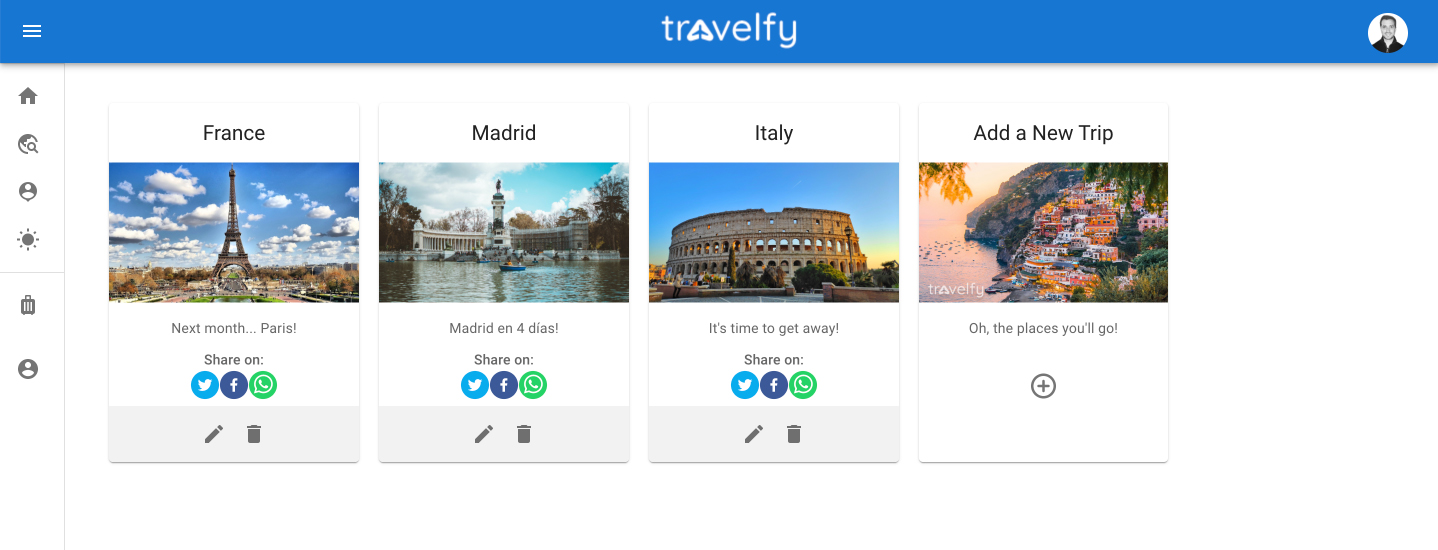 travelfy
France
Next month... Paris!
Share on:
Madrid
Madrid en 4 días!
Share on:
Italy
It's time to get away!
Share on:
Add a New Trip
travelfy
Oh, the places you'll go!